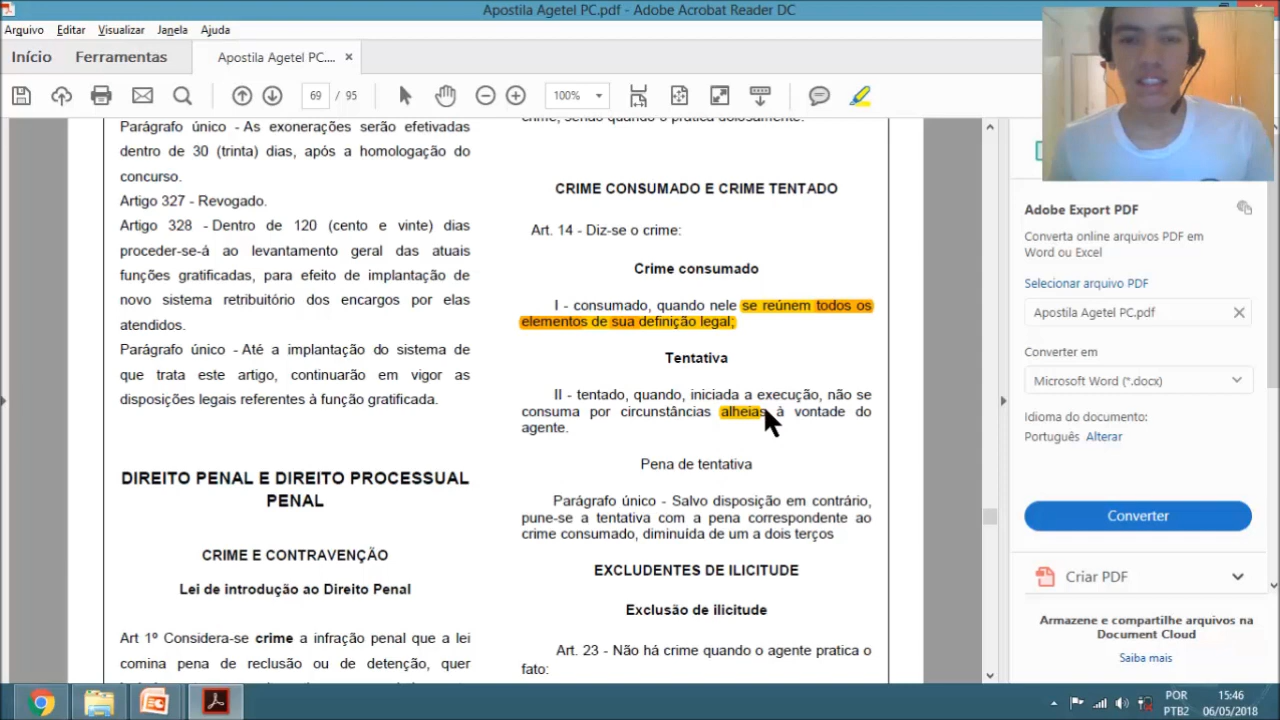 Apostila Agetel PC.pdf - Adobe Acrobat Reader DC
Arquivo Editar Visualizar Janela Ajuda
Início Ferramentas Apostila Agetel PC....
69 / 95 100%
Parágrafo único - As exonerações serão efetivadas
dentro de 30 (trinta) dias, após a homologação do
concurso.
Artigo 327 - Revogado.
Artigo 328 - Dentro de 120 (cento e vinte) dias
proceder-se-á ao levantamento geral das atuais
funções gratificadas, para efeito de implantação de
novo sistema retribuitório dos encargos por elas
atendidos.
Parágrafo único - Até a implantação do sistema de
que trata este artigo, continuarão em vigor as
disposições legais referentes à função gratificada.
DIREITO PENAL E DIREITO PROCESSUAL
PENAL
CRIME E CONTRAVENÇÃO
Lei de introdução ao Direito Penal
Art 1º Considera-se crime a infração penal que a lei
comina pena de reclusão ou de detenção, quer
crime, senão quando o pratica dolosamente.
CRIME CONSUMADO E CRIME TENTADO
Art. 14 - Diz-se o crime:
Crime consumado
I - consumado, quando nele se reúnem todos os
elementos de sua definição legal;
Tentativa
II - tentado, quando, iniciada a execução, não se
consuma por circunstâncias alheias à vontade do
agente.
Pena de tentativa
Parágrafo único - Salvo disposição em contrário,
pune-se a tentativa com a pena correspondente ao
crime consumado, diminuída de um a dois terços
EXCLUDENTES DE ILICITUDE
Exclusão de ilicitude
Art. 23 - Não há crime quando o agente pratica o
fato:
Adobe Export PDF
Converta online arquivos PDF em
Word ou Excel
Selecionar arquivo PDF
Apostila Agetel PC.pdf
Converter em
Microsoft Word (*.docx)
Idioma do documento:
Português Alterar
Converter
Criar PDF
Armazene e compartilhe arquivos na
Document Cloud
Saiba mais
POR
PTB2
15:46
06/05/2018